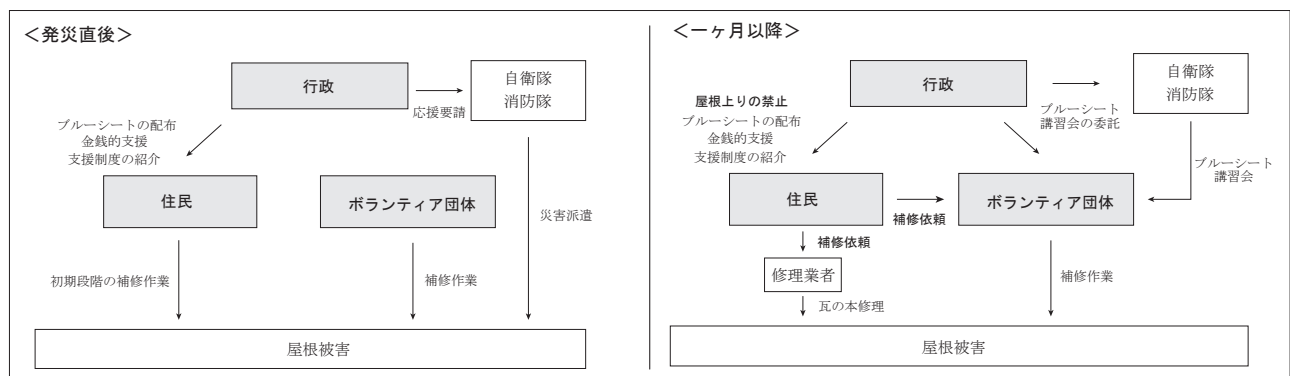 ＜発災直後＞
行政
応援要請
自衛隊
消防隊
ブルーシートの配布
金銭的支援
支援制度の紹介
住民
ボランティア団体
災害派遣
初期段階の補修作業
補修作業
屋根被害
＜一ヶ月以降＞
行政
自衛隊
消防隊
ブルーシート
講習会の委託
屋根上りの禁止
ブルーシートの配布
金銭的支援
支援制度の紹介
ブルーシート
講習会
住民
補修依頼
ボランティア団体
補修依頼
修理業者
補修作業
瓦の本修理
屋根被害